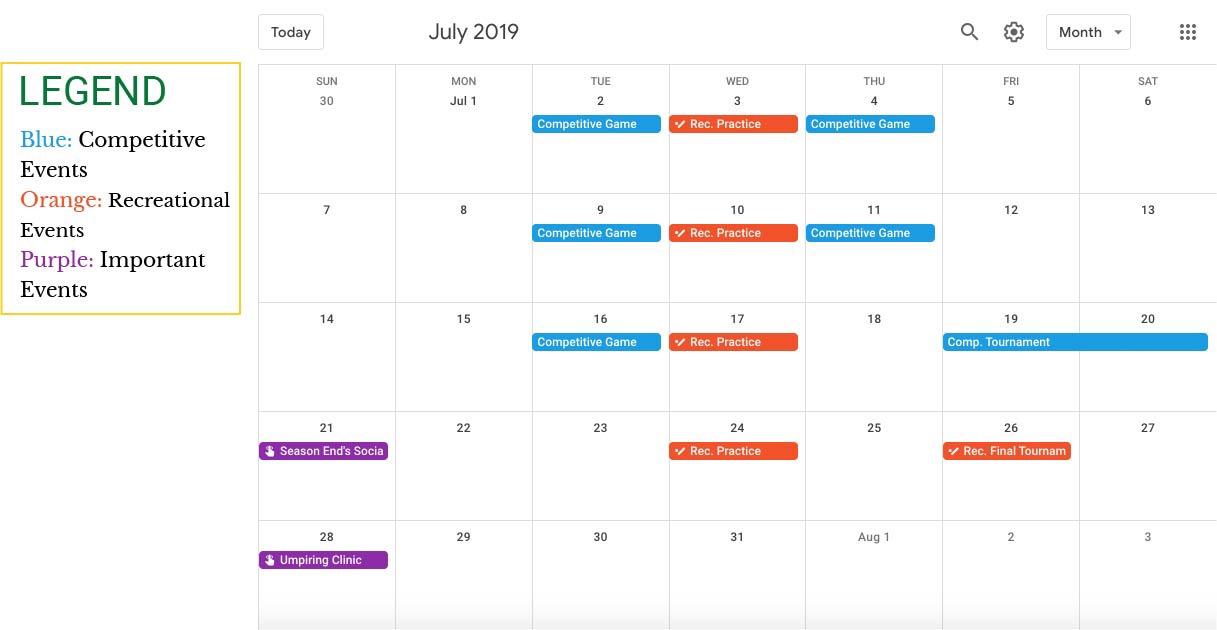 Today
July 2019
Month
LEGEND
Blue: Competitive
Events
Orange: Recreational
Events
Purple: Important
Events
SUN MON TUE WED THU FRI SAT
30 Jul 1 2 3 4 5 6
Competitive Game Rec. Practice Competitive Game
7 8 9 10 11 12 13
Competitive Game Rec. Practice Competitive Game
14 15 16 17 18 19 20
Competitive Game Rec. Practice Comp. Tournament
21 22 23 24 25 26 27
Season End's Socia Rec. Practice Rec. Final Tournam
28 29 30 31 Aug 1 2 3
Umpiring Clinic